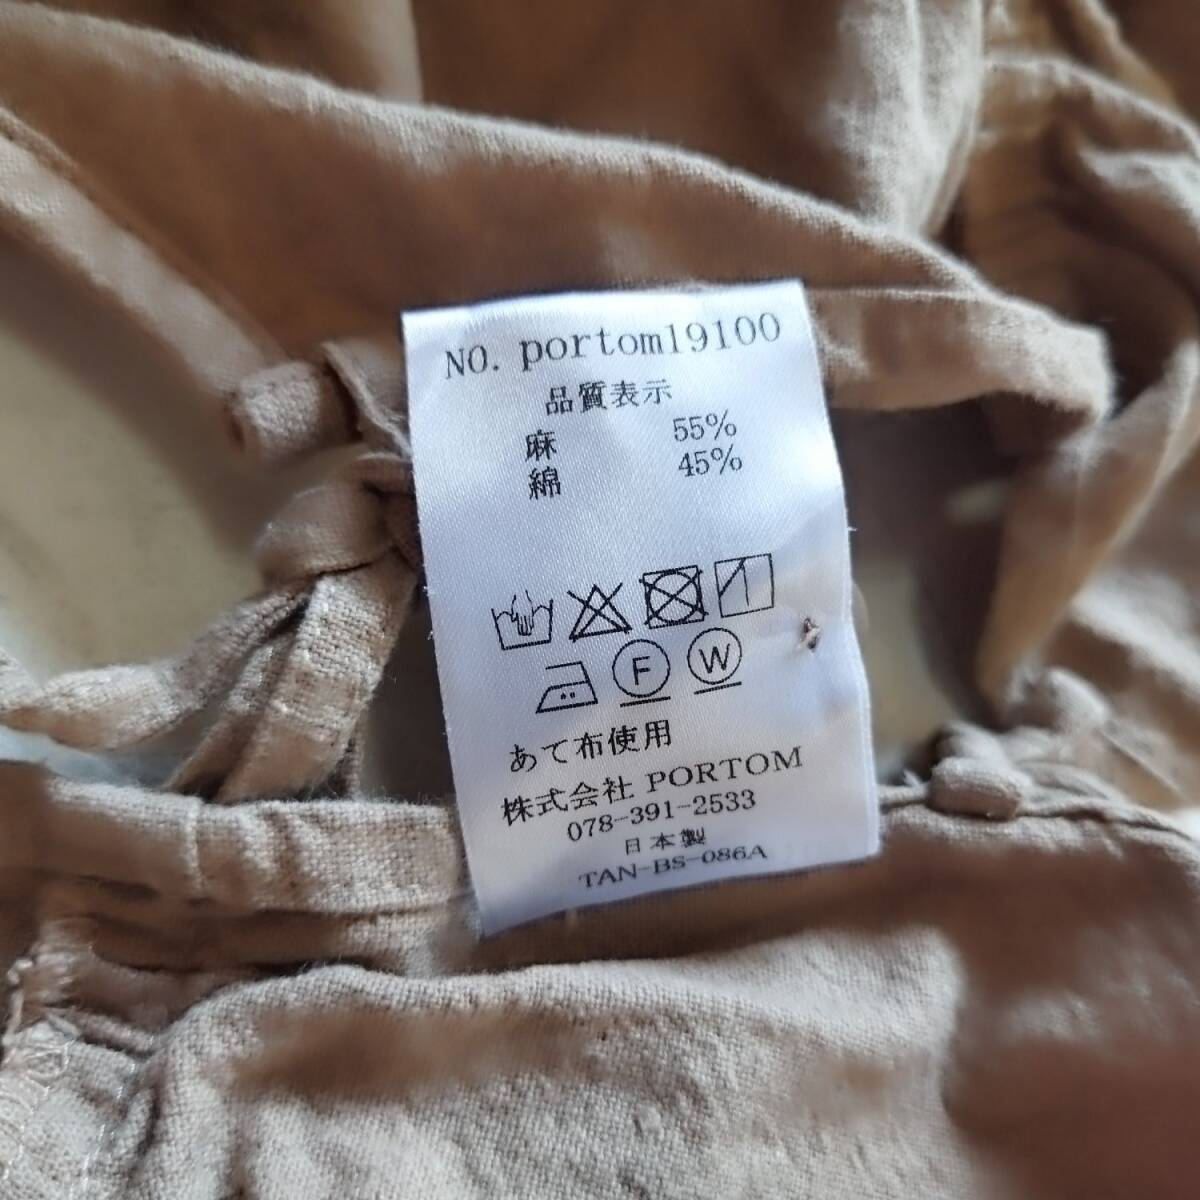 NO. portom19100
品質表示
麻 55%
綿 45%
F W
あて布使用
株式会社 PORTOM
078-391-2533
日本製
TAN-BS-086A